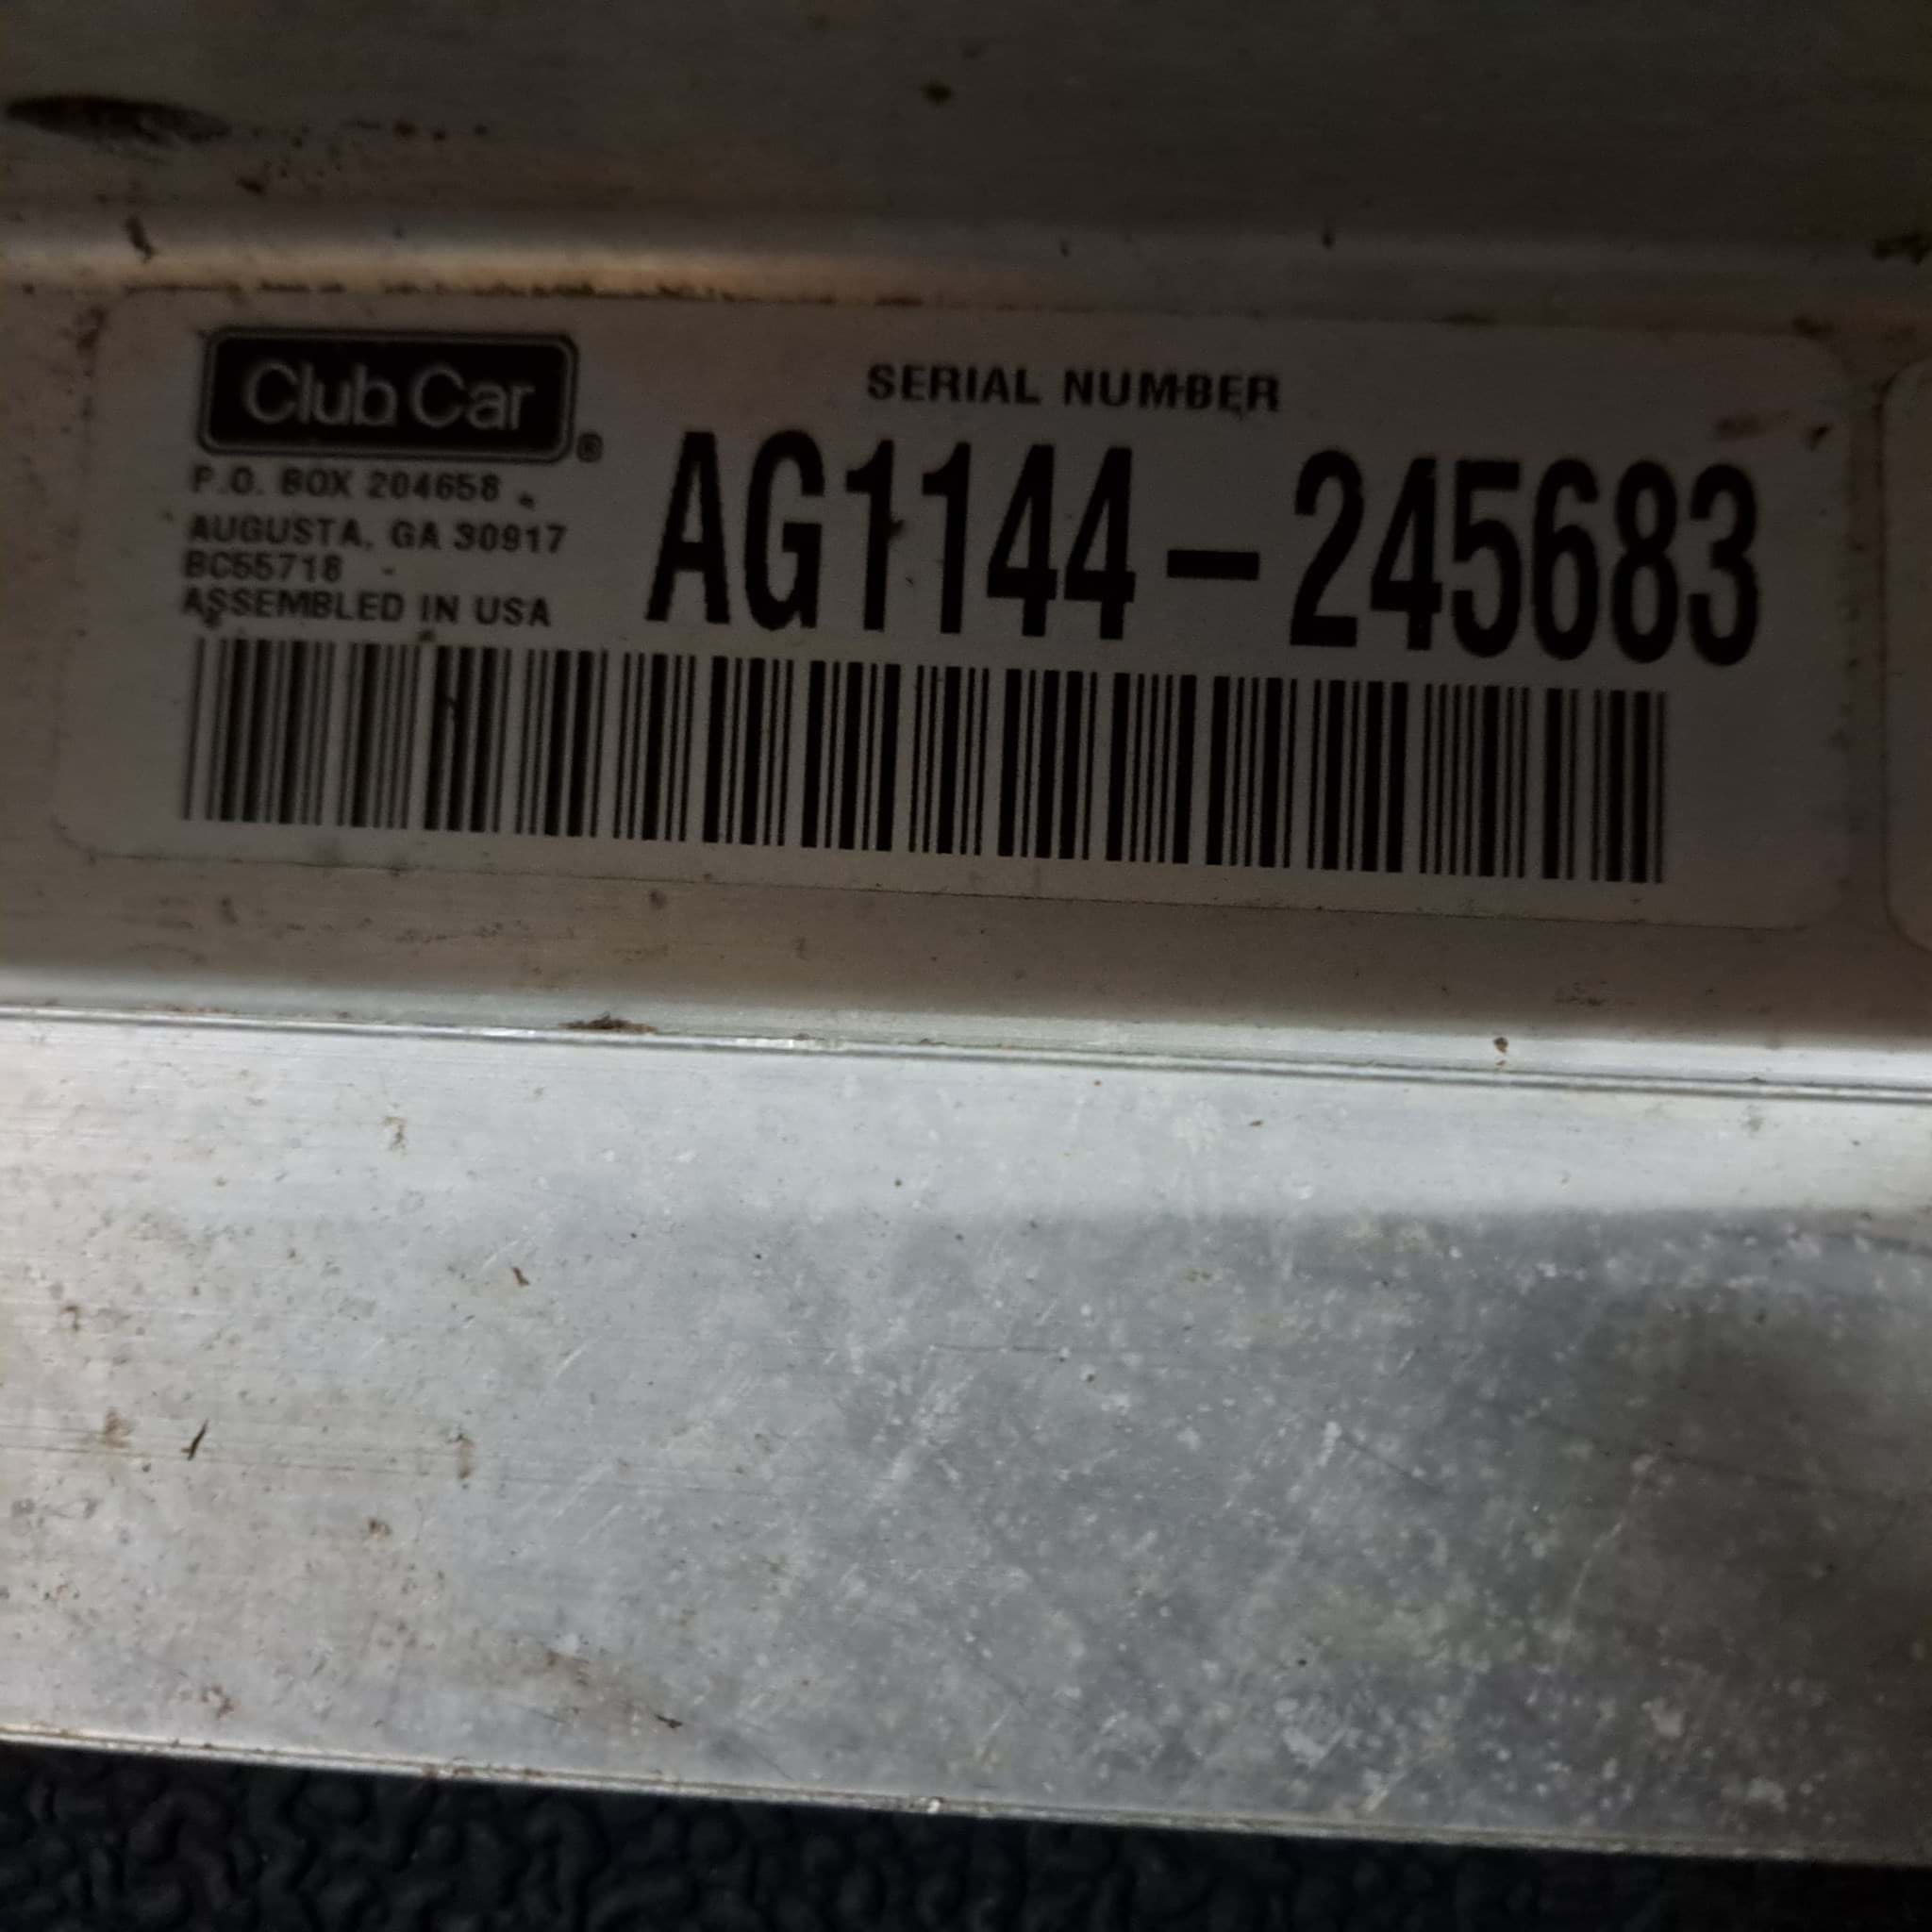 Club Car®
P.O. BOX 204658
AUGUSTA, GA 30917
BC55718
ASSEMBLED IN USA
SERIAL NUMBER
AG1144-245683